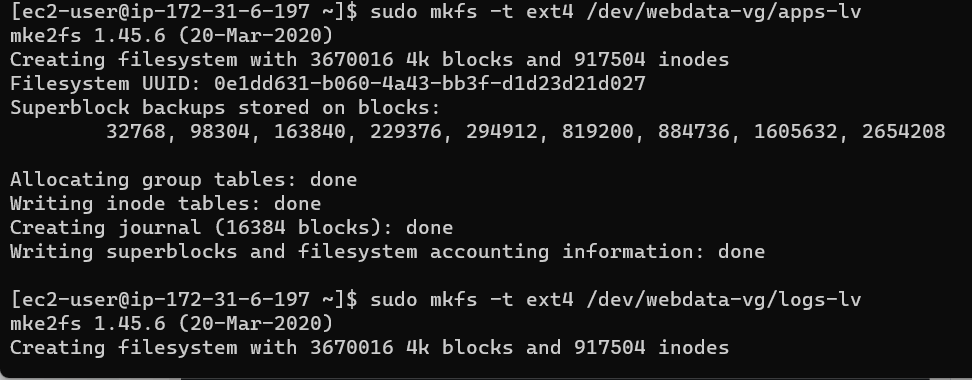 [ec2-user@ip-172-31-6-197 ~]$ sudo mkfs -t ext4 /dev/webdata-vg/apps-lv
mke2fs 1.45.6 (20-Mar-2020)
Creating filesystem with 3670016 4k blocks and 917504 inodes
Filesystem UUID: 0e1dd631-b060-4a43-bb3f-d1d23d21d027
Superblock backups stored on blocks:
        32768, 98304, 163840, 229376, 294912, 819200, 884736, 1605632, 2654208

Allocating group tables: done
Writing inode tables: done
Creating journal (16384 blocks): done
Writing superblocks and filesystem accounting information: done

[ec2-user@ip-172-31-6-197 ~]$ sudo mkfs -t ext4 /dev/webdata-vg/logs-lv
mke2fs 1.45.6 (20-Mar-2020)
Creating filesystem with 3670016 4k blocks and 917504 inodes